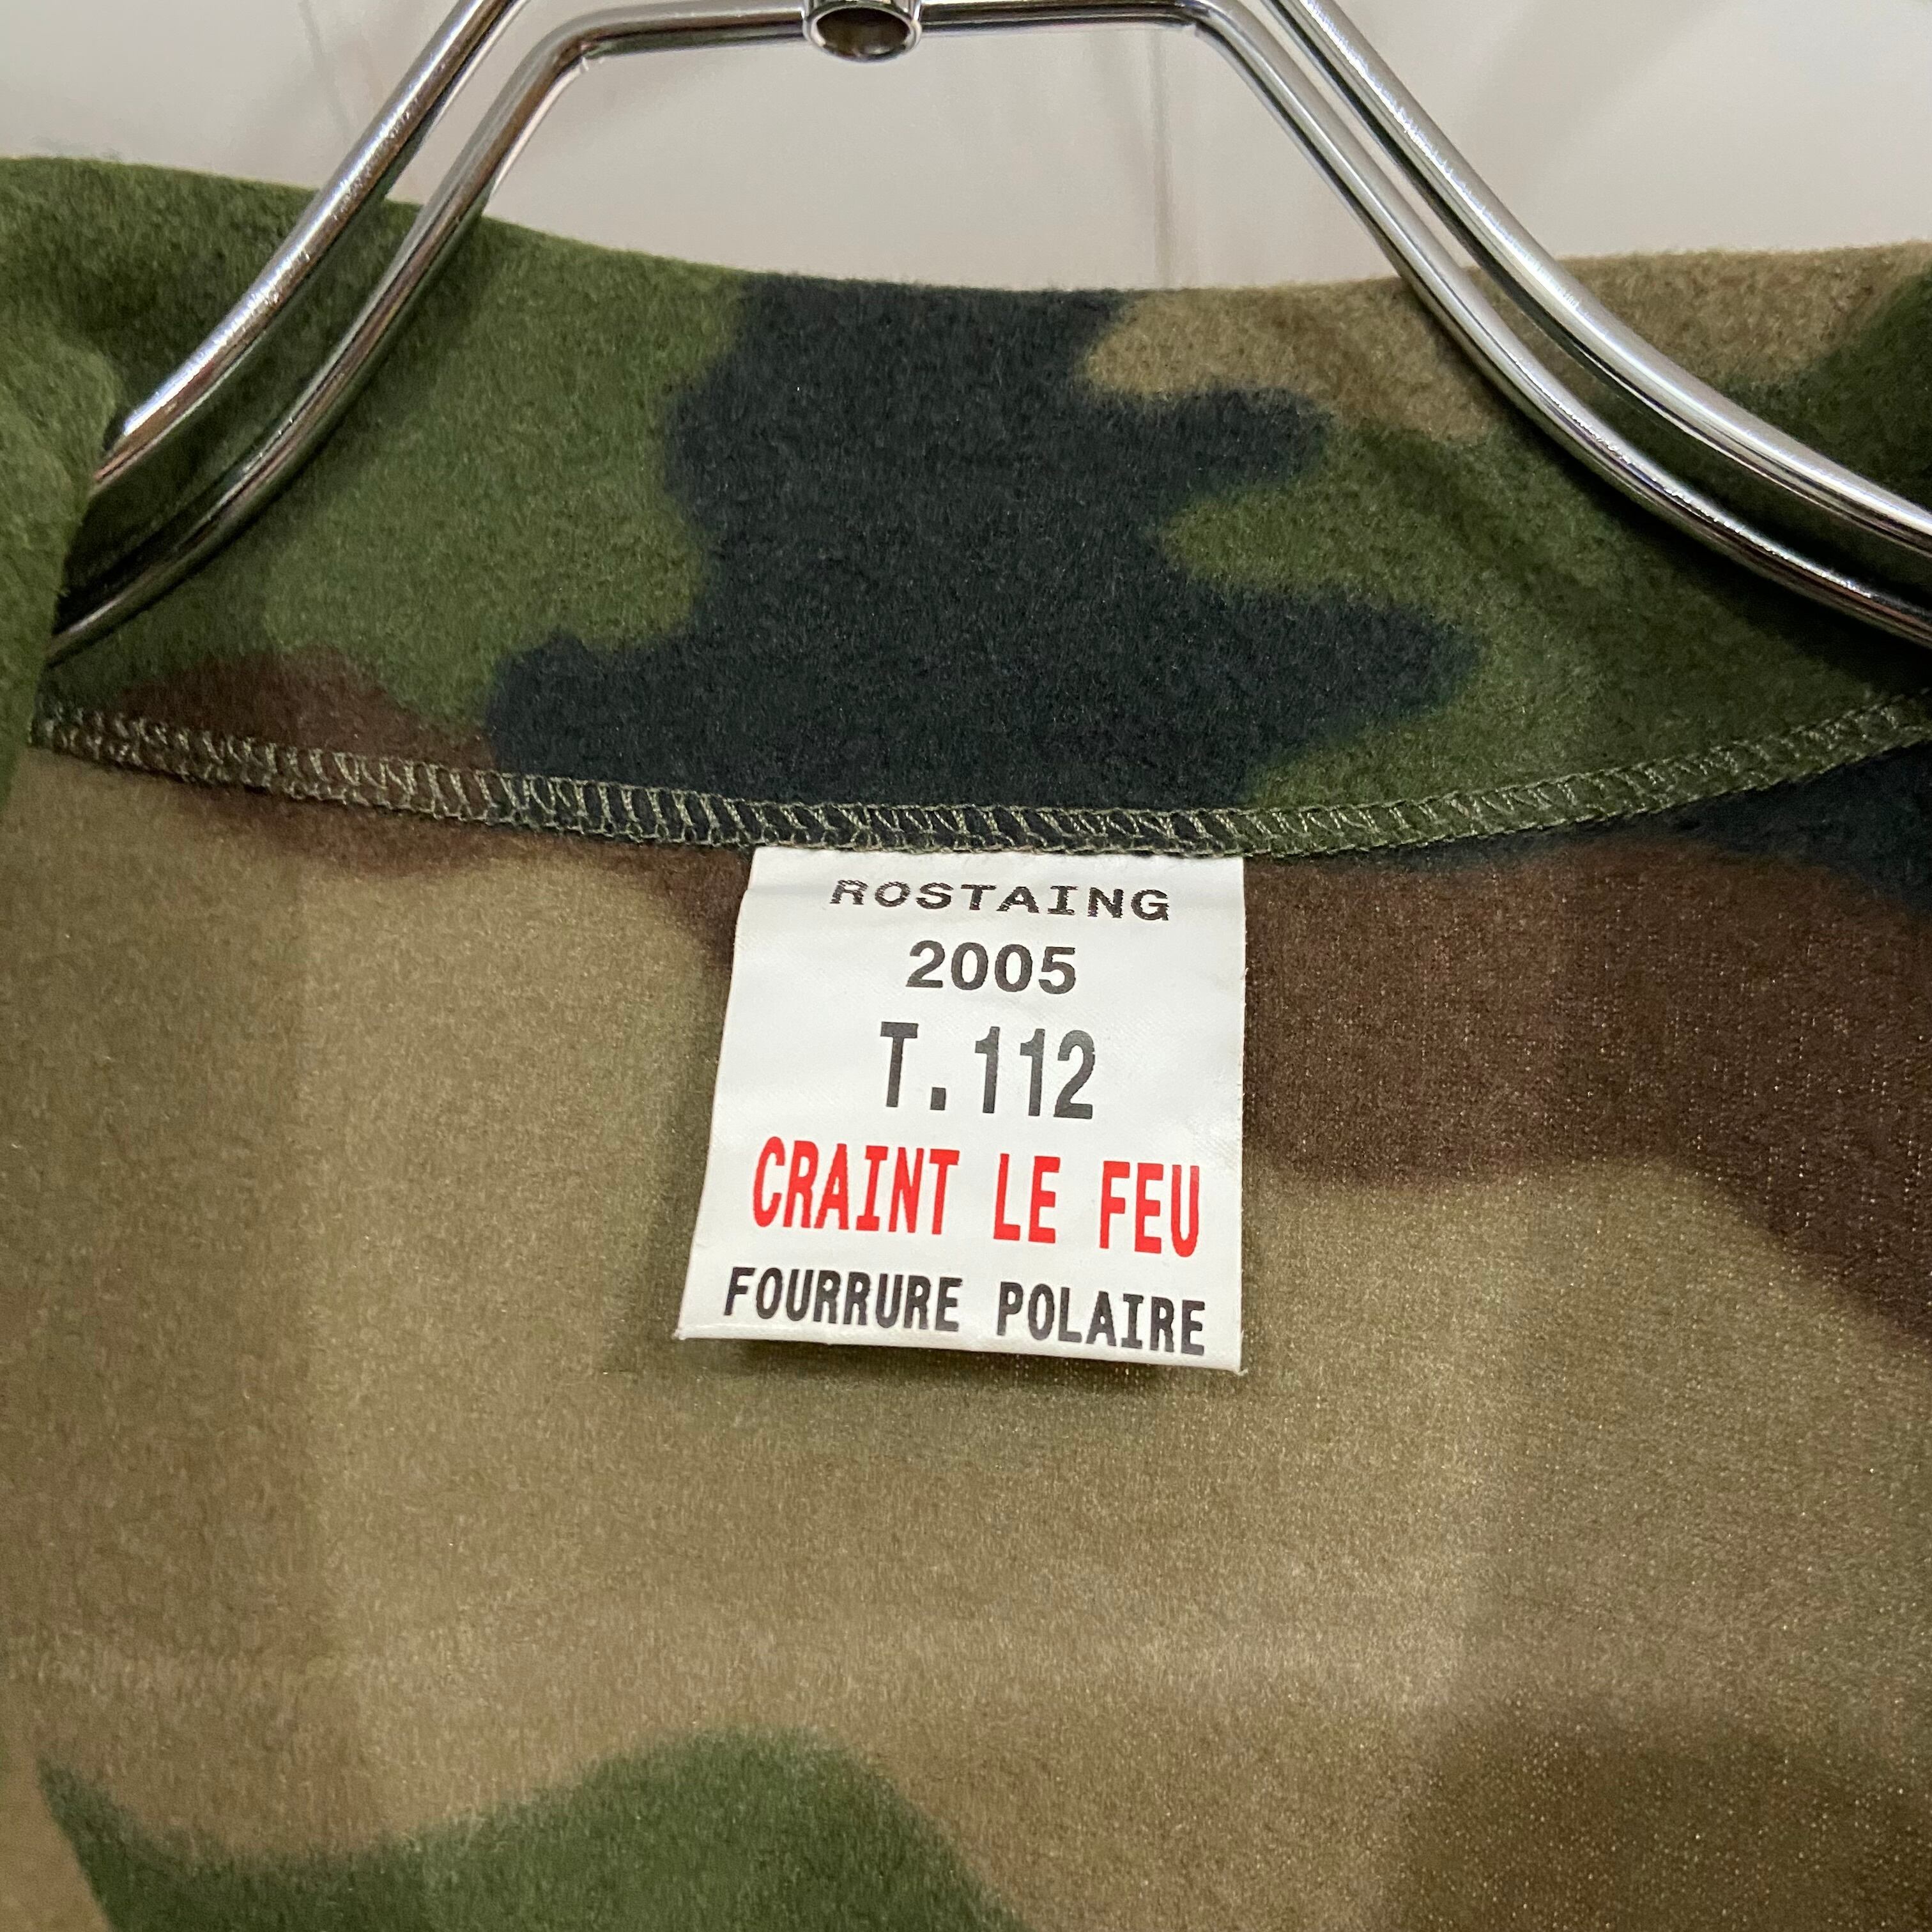 ROSTAING
2005
T.112
CRAINT LE FEU
FOURRURE POLAIRE